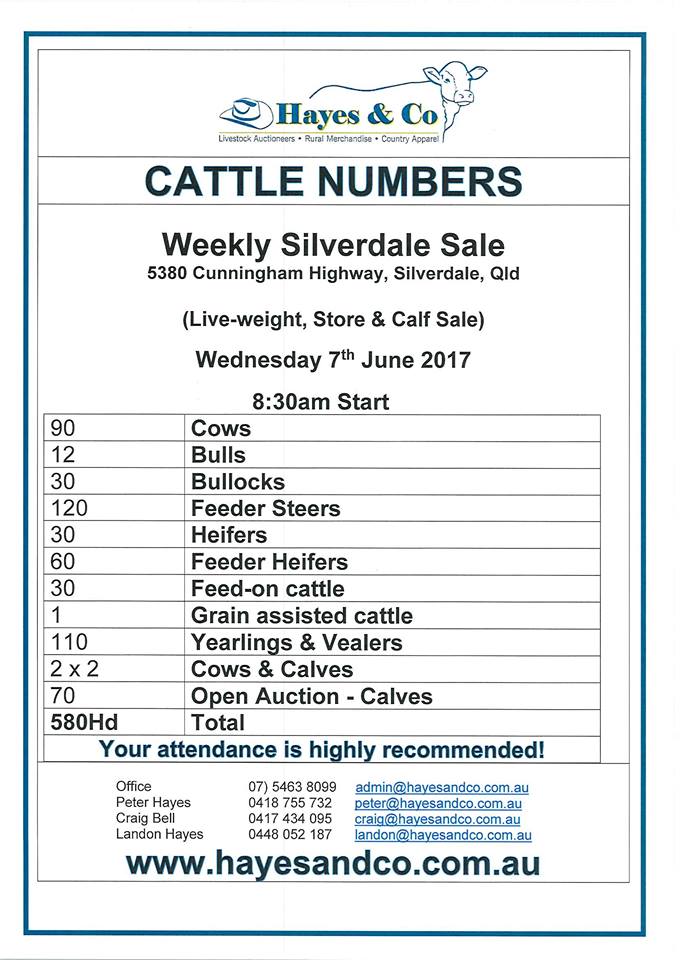 Hayes & Co
Livestock Auctioneers • Rural Merchandise • Country Apparel
CATTLE NUMBERS
Weekly Silverdale Sale
5380 Cunningham Highway, Silverdale, Qld
(Live-weight, Store & Calf Sale)
Wednesday 7th June 2017
8:30am Start
90 Cows
12 Bulls
30 Bullocks
120 Feeder Steers
30 Heifers
60 Feeder Heifers
30 Feed-on cattle
1 Grain assisted cattle
110 Yearlings & Vealers
2 x 2 Cows & Calves
70 Open Auction - Calves
580Hd Total
Your attendance is highly recommended!
Office 07) 5463 8099 admin@hayesandco.com.au
Peter Hayes 0418 755 732 peter@hayesandco.com.au
Craig Bell 0417 434 095 craig@hayesandco.com.au
Landon Hayes 0448 052 187 landon@hayesandco.com.au
www.hayesandco.com.au